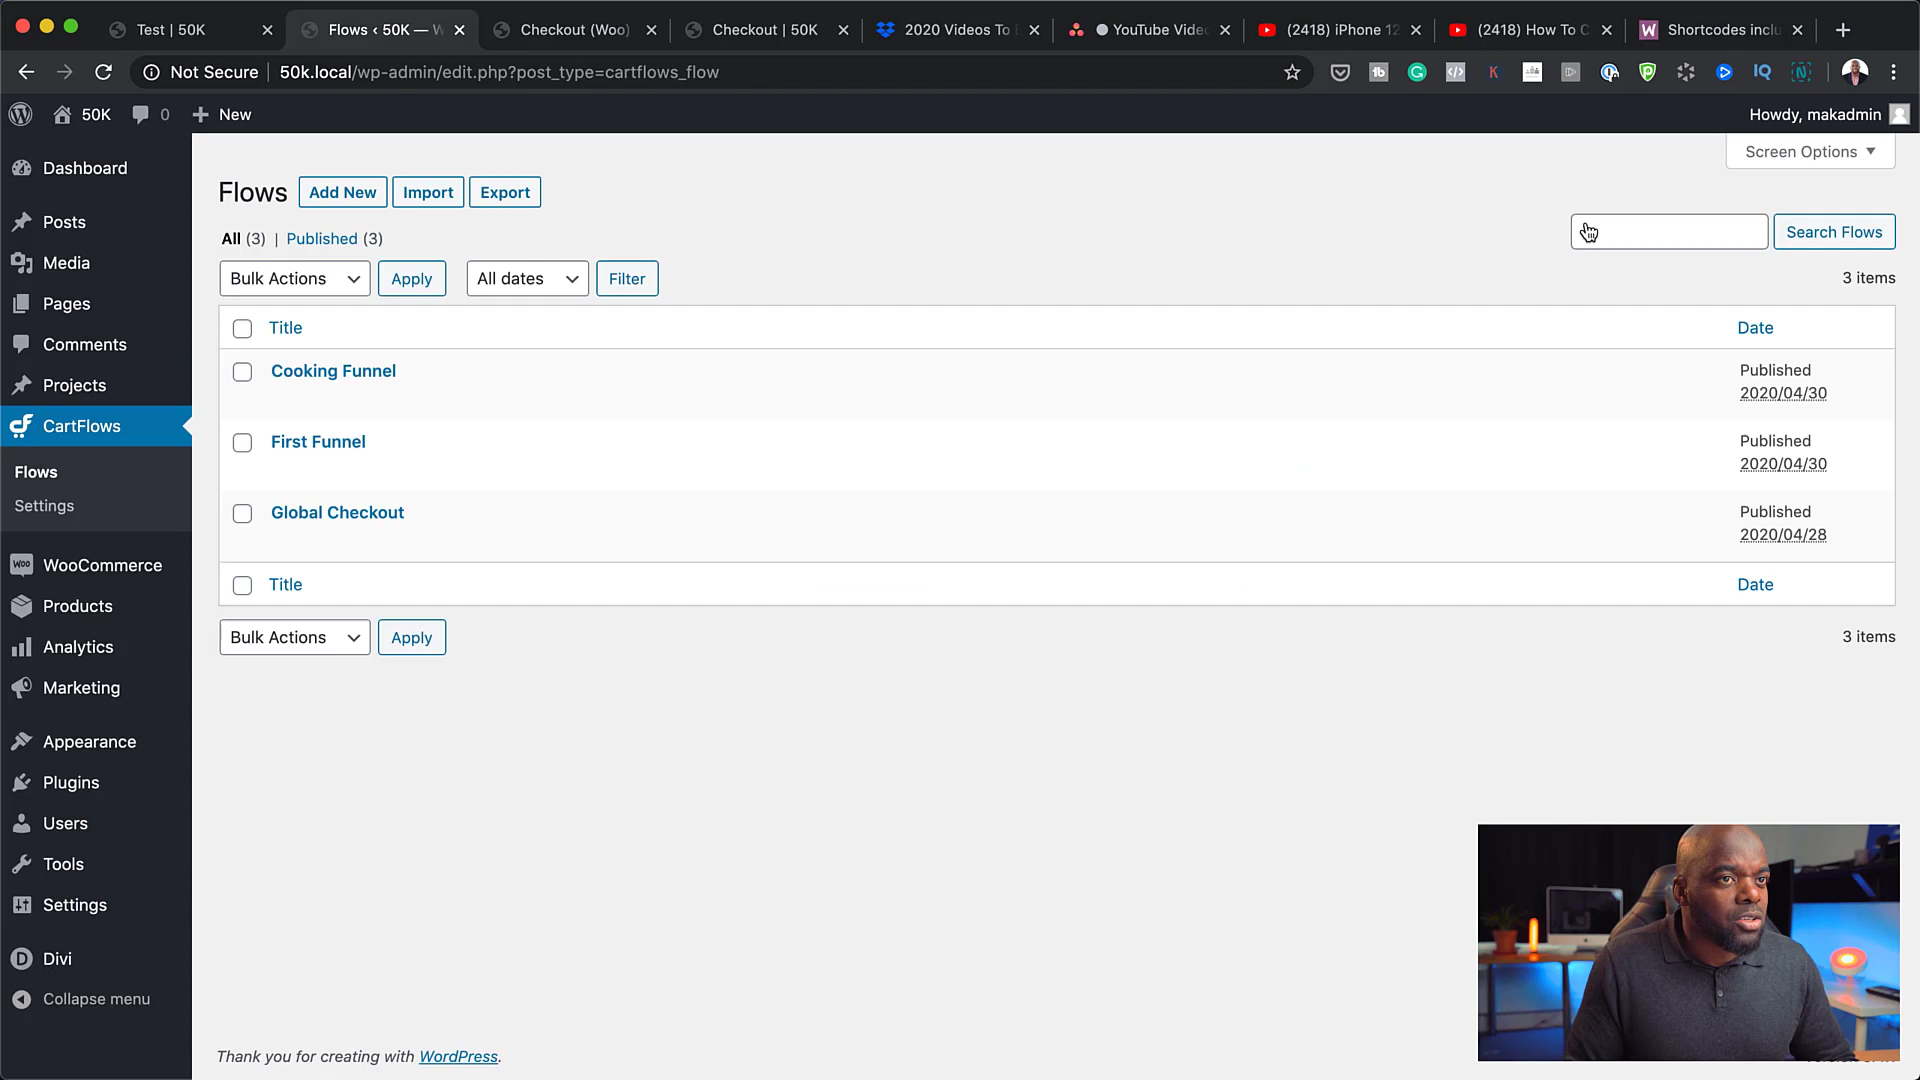 Test | 50K
Flows ‹ 50K — W
Checkout (Woo)
Checkout | 50K
2020 Videos To E
YouTube Vide
(2418) iPhone 12
(2418) How To C
Shortcodes inclu
Not Secure
50k.local/wp-admin/edit.php?post_type=cartflows_flow
50K
0
New
Howdy, makadmin
Dashboard
Posts
Media
Pages
Comments
Projects
CartFlows
Flows
Settings
WooCommerce
Products
Analytics
Marketing
Appearance
Plugins
Users
Tools
Settings
Divi
Collapse menu
Screen Options
Flows
Add New
Import
Export
Search Flows
All (3) | Published (3)
Bulk Actions
Apply
All dates
Filter
3 items
Title
Date
Cooking Funnel
Published
2020/04/30
First Funnel
Published
2020/04/30
Global Checkout
Published
2020/04/28
Title
Date
Bulk Actions
Apply
3 items
Thank you for creating with WordPress.